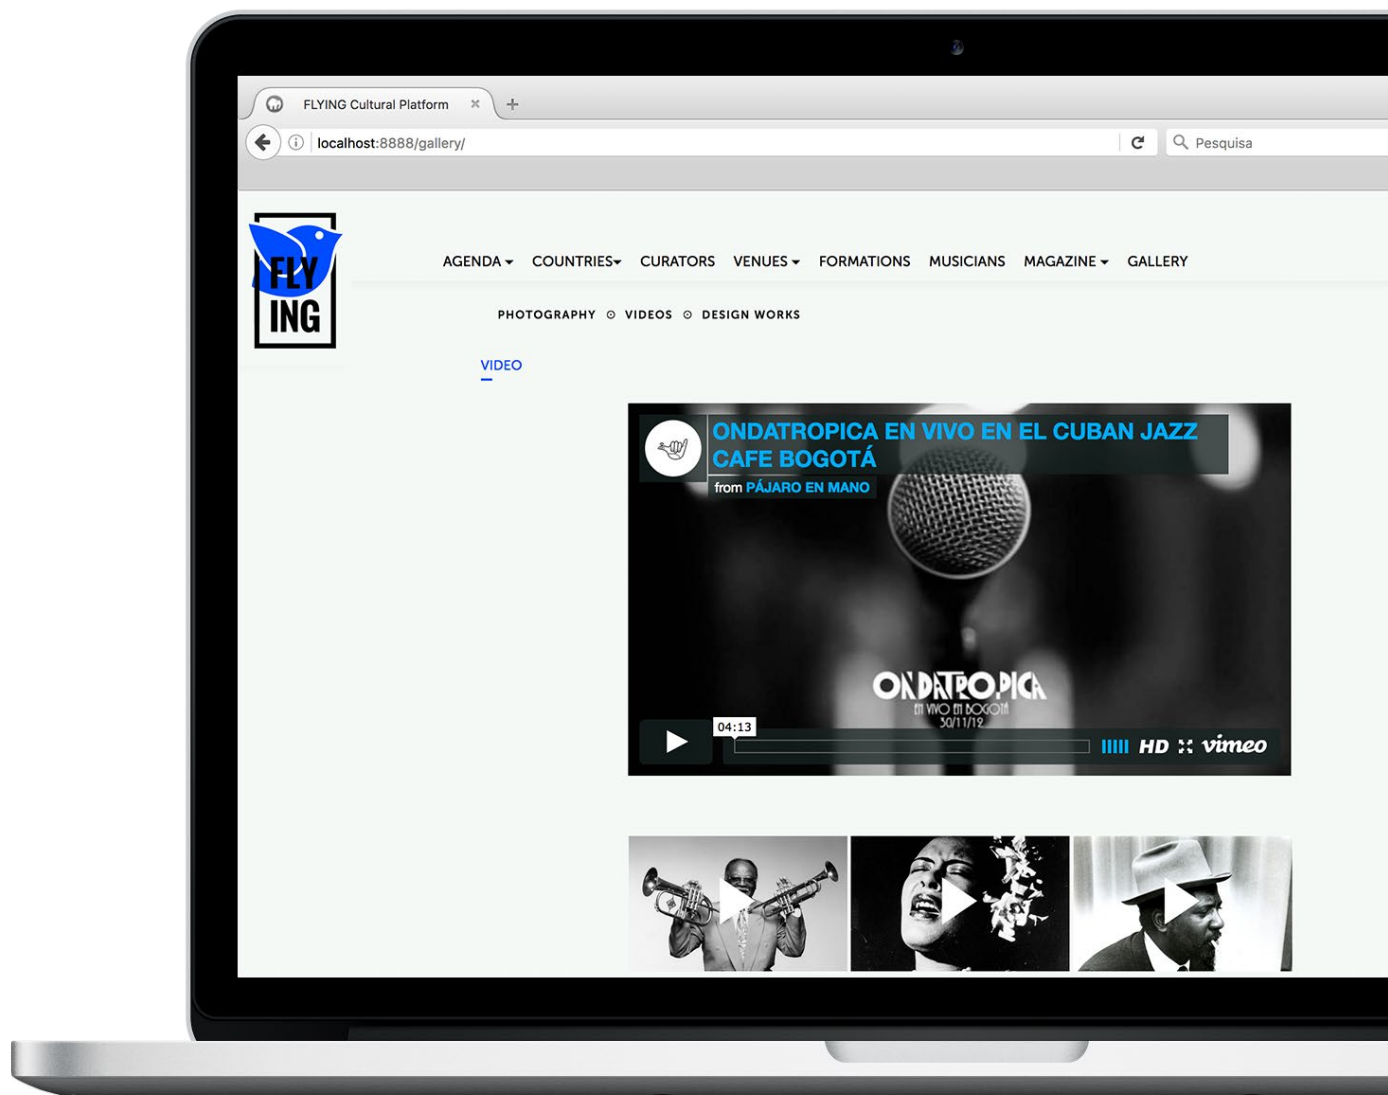 FLYING Cultural Platform
localhost:8888/gallery/
Pesquisa
FLY
ING
AGENDA COUNTRIES CURATORS VENUES FORMATIONS MUSICIANS MAGAZINE GALLERY
PHOTOGRAPHY VIDEOS DESIGN WORKS
VIDEO
ONDATROPICA EN VIVO EN EL CUBAN JAZZ
CAFE BOGOTÁ
from PÁJARO EN MANO
ONDATROPICA
EN VIVO EN BOGOTÁ
30/11/12
04:13
HD vimeo